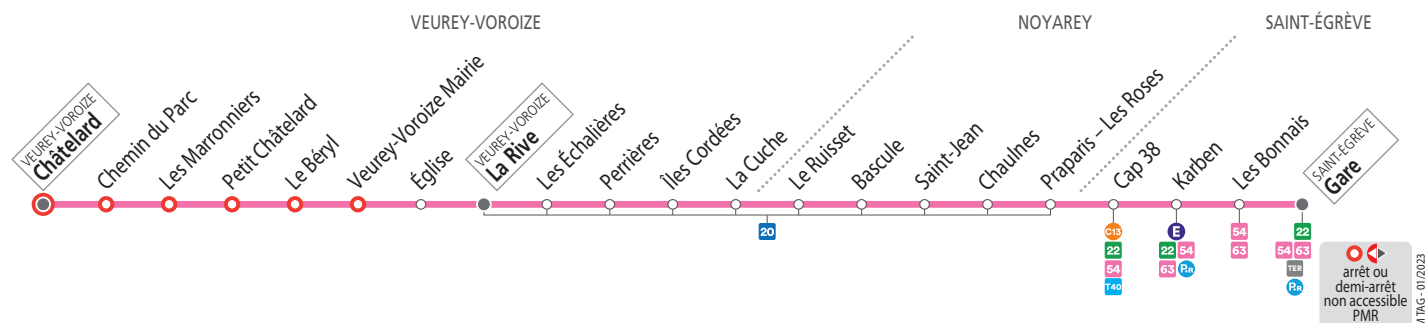 VEUREY-VOROIZE
NOYAREY
SAINT-ÉGRÈVE
VEUREY-VOROIZE
Châtelard
Chemin du Parc
Les Marronniers
Petit Châtelard
Le Béryl
Veurey-Voroize Mairie
Église
VEUREY-VOROIZE
La Rive
Les Échalières
Perrières
Îles Cordées
La Cuche
Le Ruisset
Bascule
Saint-Jean
Chaulnes
Praparis – Les Roses
Cap 38
Karben
Les Bonnais
SAINT-ÉGRÈVE
Gare
20
C13
22
54
T40
E
22 54
63 P+R
54
63
22
54 63
TER
P+R
arrêt ou
demi-arrêt
non accessible
PMR
M TAG - 01/2023